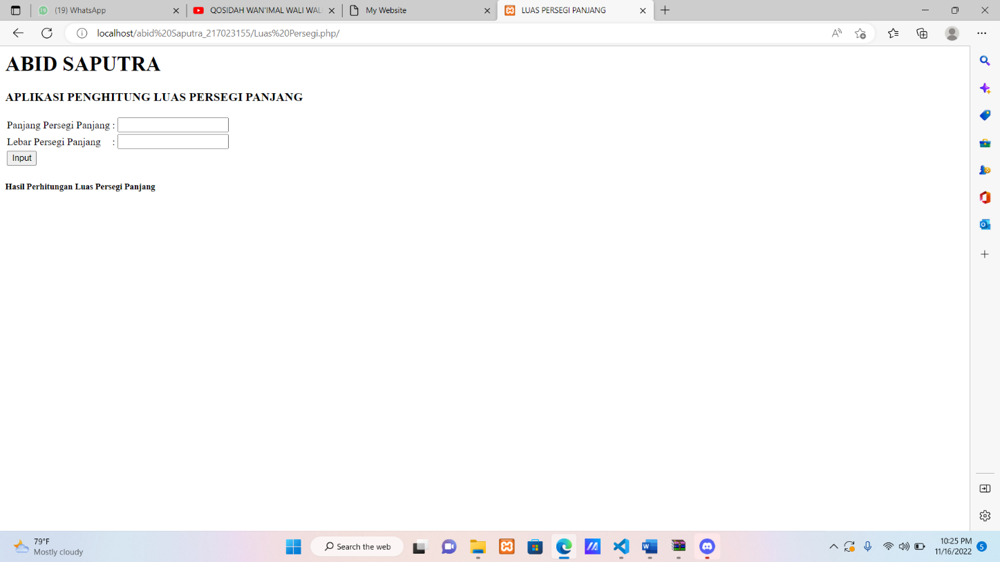 (19) WhatsApp
QOSIDAH WAN'IMAL WALI WAL
My Website
LUAS PERSEGI PANJANG
localhost/abid%20Saputra_217023155/Luas%20Persegi.php/
ABID SAPUTRA
APLIKASI PENGHITUNG LUAS PERSEGI PANJANG
Panjang Persegi Panjang :
Lebar Persegi Panjang :
Input
Hasil Perhitungan Luas Persegi Panjang
79°F
Mostly cloudy
Search the web
10:25 PM
11/16/2022
5